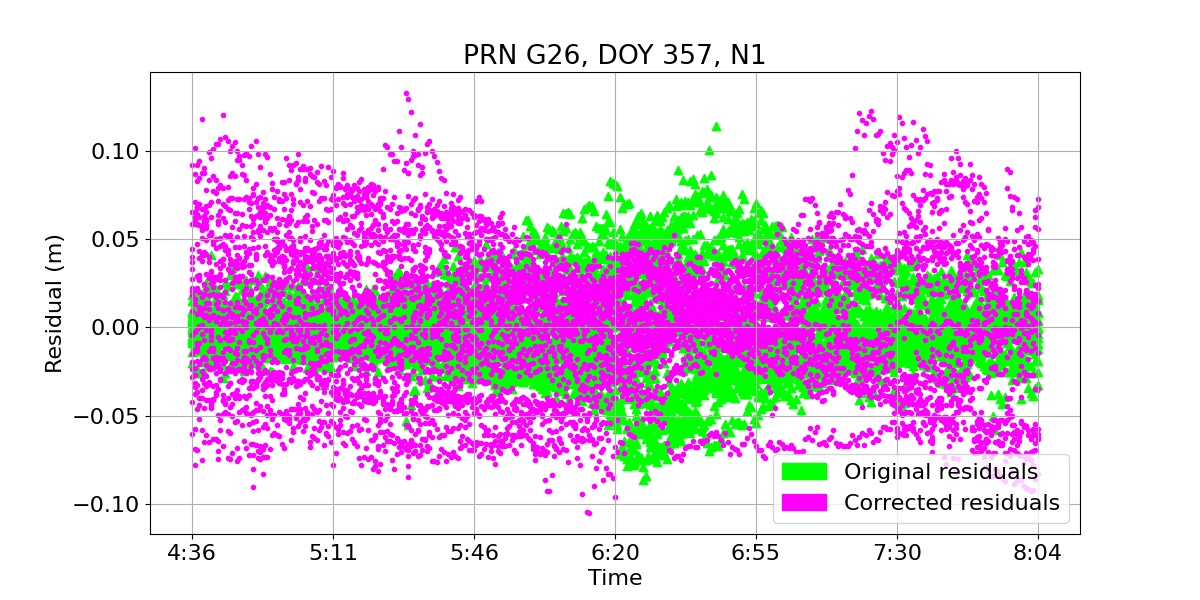 PRN G26, DOY 357, N1
0.10
0.05
0.00
−0.05
−0.10
Residual (m)
Original residuals
Corrected residuals
4:36 5:11 5:46 6:20 6:55 7:30 8:04
Time